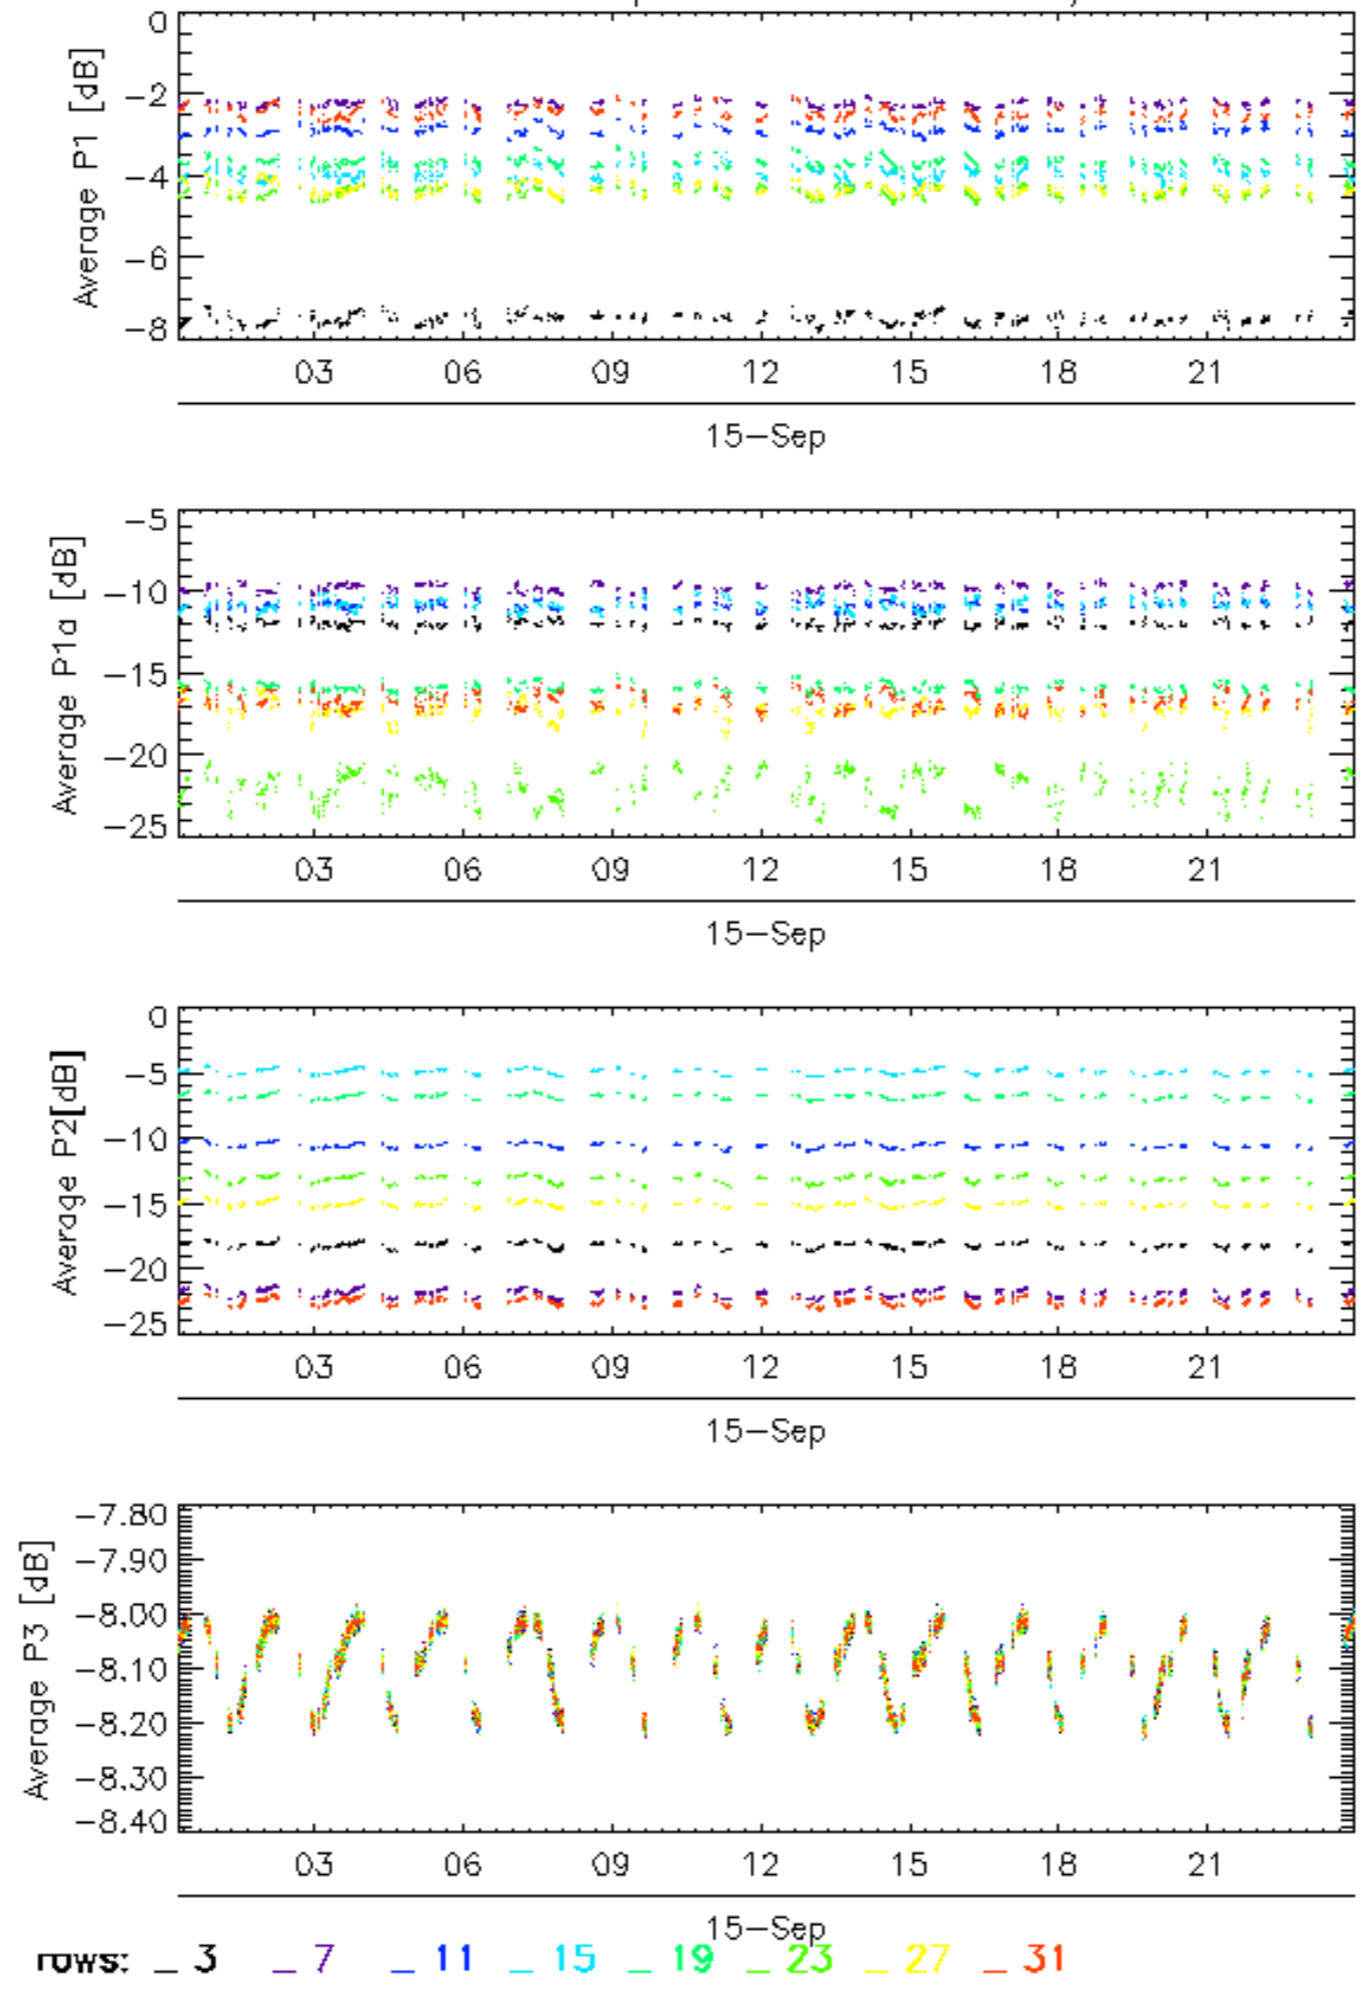 0
Average P1 [dB]
−2
−4
−6
−8
03 06 09 12 15 18 21
15−Sep
−5
Average P1a [dB]
−10
−15
−20
−25
03 06 09 12 15 18 21
15−Sep
0
Average P2[dB]
−5
−10
−15
−20
−25
03 06 09 12 15 18 21
15−Sep
−7.80
Average P3 [dB]
−7.90
−8.00
−8.10
−8.20
−8.30
−8.40
03 06 09 12 15 18 21
15−Sep
rows: _ 3 _ 7 _ 11 _ 15 _ 19 _ 23 _ 27 _ 31